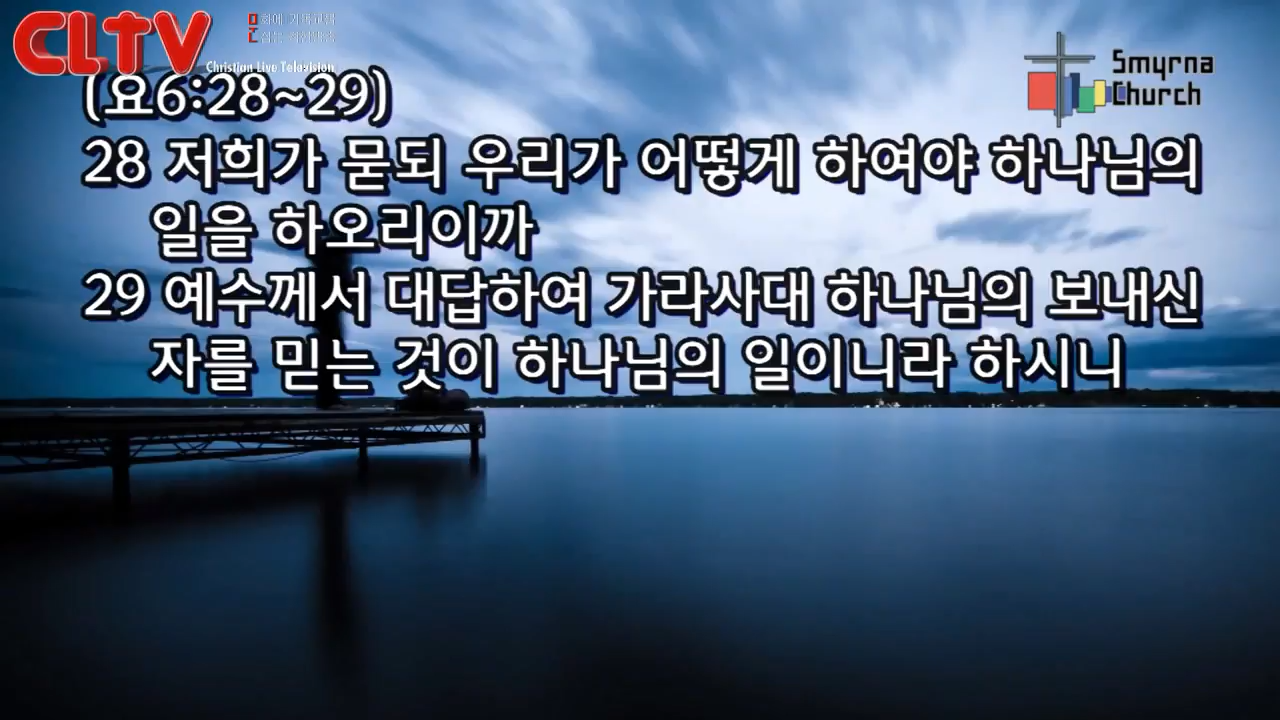 CLTV
Christian Live Television
Smyrna
Church
(요6:28~29)
28 저희가 묻되 우리가 어떻게 하여야 하나님의
일을 하오리이까
29 예수께서 대답하여 가라사대 하나님의 보내신
자를 믿는 것이 하나님의 일이니라 하시니